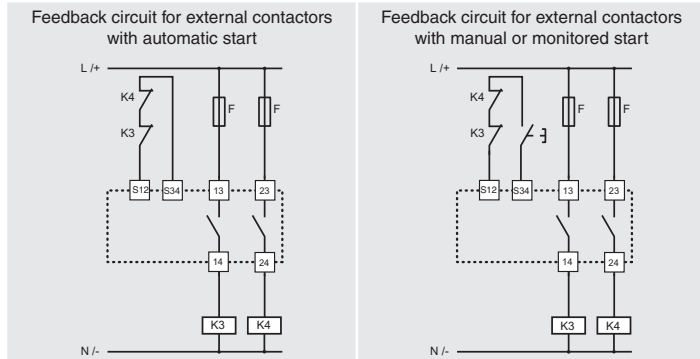 Feedback circuit for external contactors
with automatic start
L /+
K4
F
F
K3
S12
S34
13
23
14
24
K3
K4
N /-
Feedback circuit for external contactors
with manual or monitored start
L /+
K4
F
F
K3
S12
S34
13
23
14
24
K3
K4
N /-